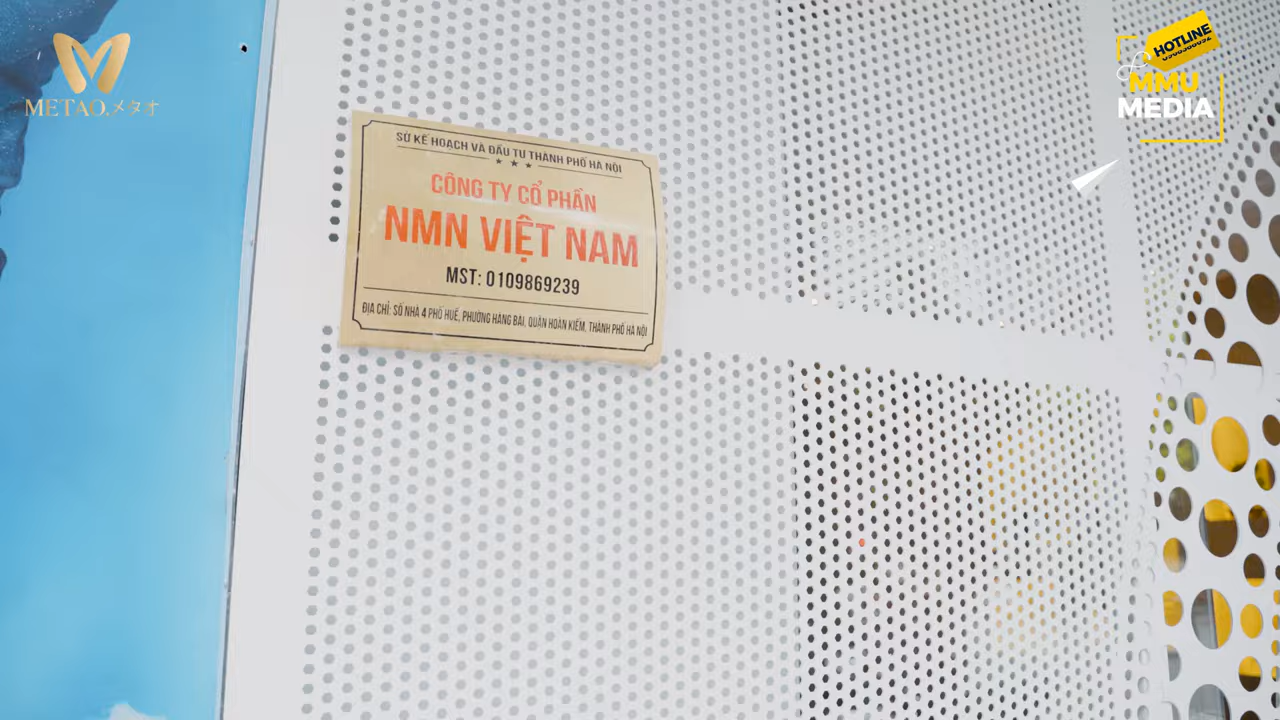 METAO.メタオ
HOTLINE
MMU
MEDIA
SỞ KẾ HOẠCH VÀ ĐẦU TƯ THÀNH PHỐ HÀ NỘI
CÔNG TY CỔ PHẦN
NMN VIỆT NAM
MST: 0109869239
ĐỊA CHỈ: SỐ NHÀ 4 PHỐ HUẾ, PHƯỜNG HÀNG BÀI, QUẬN HOÀN KIẾM, THÀNH PHỐ HÀ NỘI